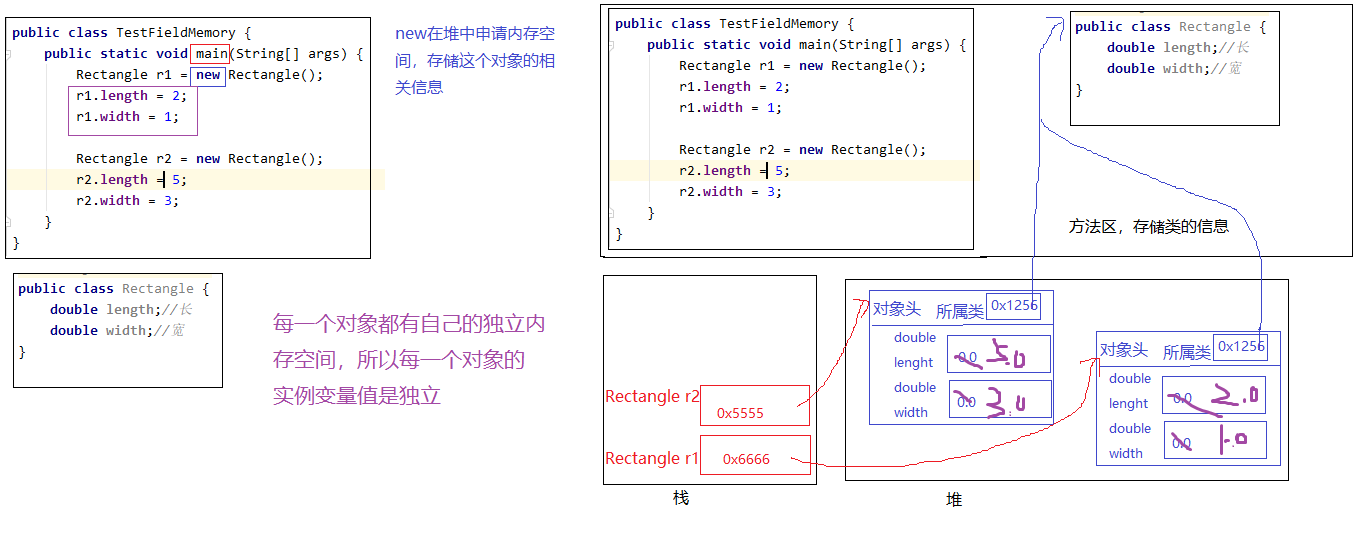 public class TestFieldMemory {
public static void main(String[] args) {
Rectangle r1 = new Rectangle();
r1.length = 2;
r1.width = 1;
Rectangle r2 = new Rectangle();
r2.length = 5;
r2.width = 3;
}
}
new在堆中申请内存空
间，存储这个对象的相
关信息
public class Rectangle {
double length;//长
double width;//宽
}
每一个对象都有自己的独立内
存空间，所以每一个对象的
实例变量值是独立
public class TestFieldMemory {
public static void main(String[] args) {
Rectangle r1 = new Rectangle();
r1.length = 2;
r1.width = 1;
Rectangle r2 = new Rectangle();
r2.length = 5;
r2.width = 3;
}
}
public class Rectangle {
double length;//长
double width;//宽
}
方法区，存储类的信息
Rectangle r2 0x5555
Rectangle r1 0x6666
栈
对象头 所属类 0x1256
double
lenght 0.0 5.0
double
width 0.0 3.0
对象头 所属类 0x1256
double
lenght 0.0 2.0
double
width 0.0 1.0
堆